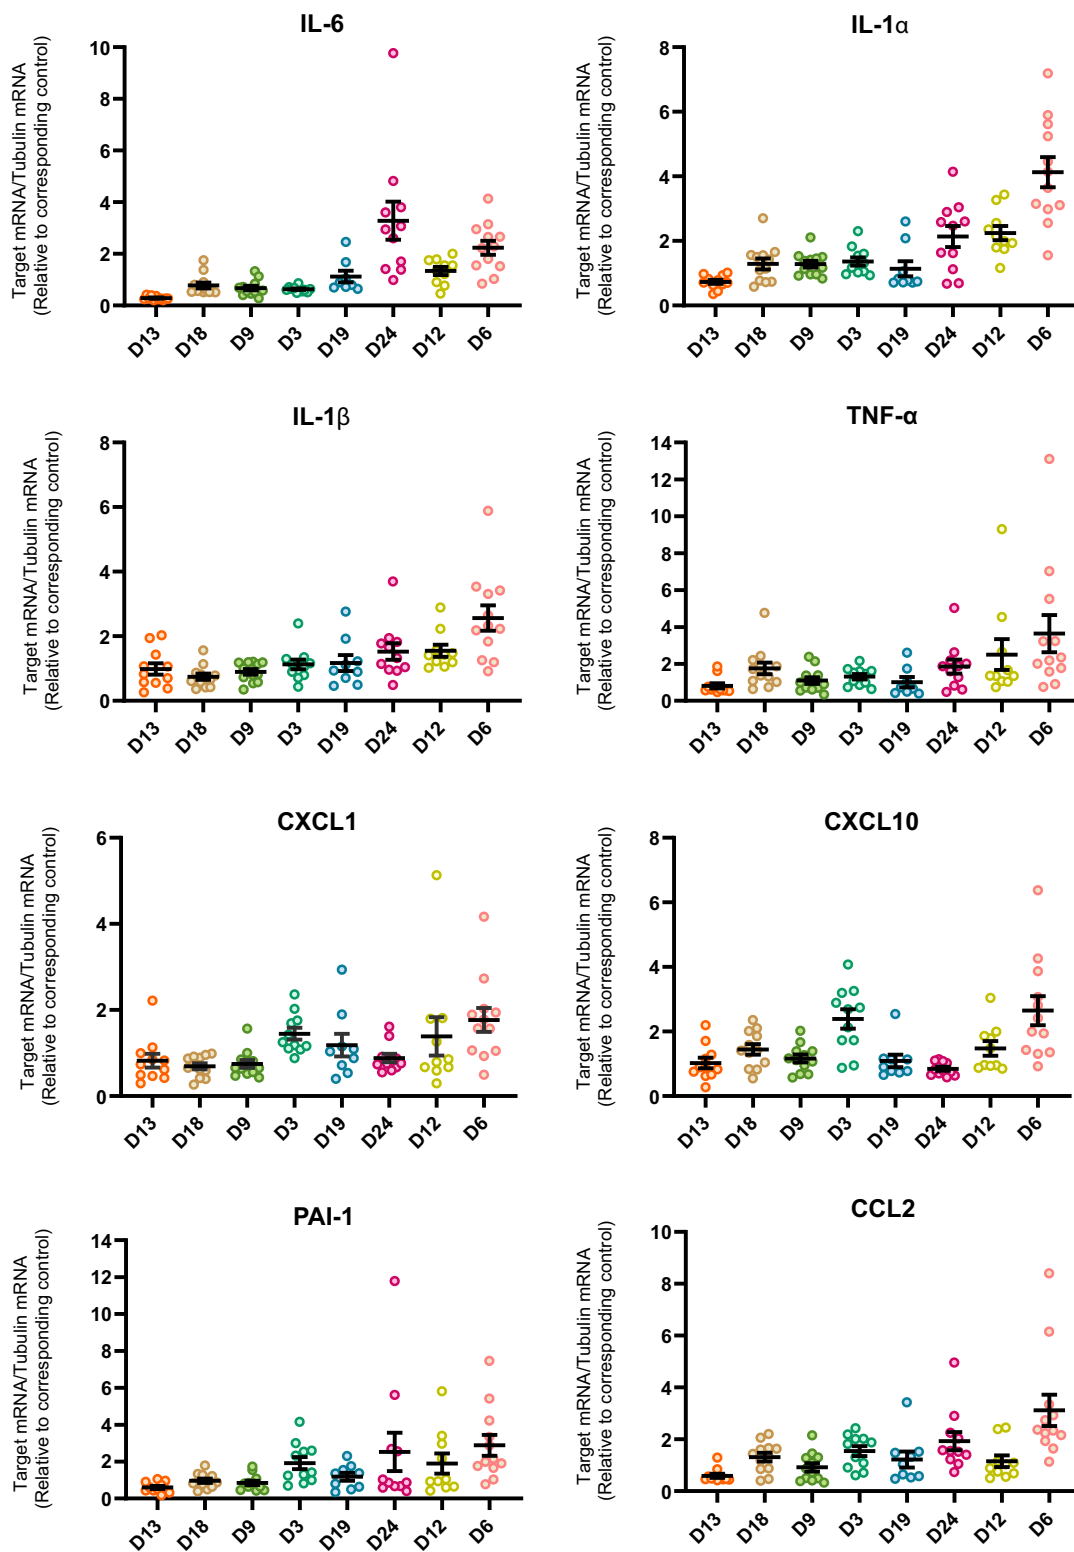 IL-6
Target mRNA/Tubulin mRNA
(Relative to corresponding control)
10
8
6
4
2
0
D13 D18 D9 D3 D19 D24 D12 D6
IL-1α
Target mRNA/Tubulin mRNA
(Relative to corresponding control)
8
6
4
2
0
D13 D18 D9 D3 D19 D24 D12 D6
IL-1β
Target mRNA/Tubulin mRNA
(Relative to corresponding control)
8
6
4
2
0
D13 D18 D9 D3 D19 D24 D12 D6
TNF-α
Target mRNA/Tubulin mRNA
(Relative to corresponding control)
14
12
10
8
6
4
2
0
D13 D18 D9 D3 D19 D24 D12 D6
CXCL1
Target mRNA/Tubulin mRNA
(Relative to corresponding control)
6
4
2
0
D13 D18 D9 D3 D19 D24 D12 D6
CXCL10
Target mRNA/Tubulin mRNA
(Relative to corresponding control)
8
6
4
2
0
D13 D18 D9 D3 D19 D24 D12 D6
PAI-1
Target mRNA/Tubulin mRNA
(Relative to corresponding control)
14
12
10
8
6
4
2
0
D13 D18 D9 D3 D19 D24 D12 D6
CCL2
Target mRNA/Tubulin mRNA
(Relative to corresponding control)
10
8
6
4
2
0
D13 D18 D9 D3 D19 D24 D12 D6